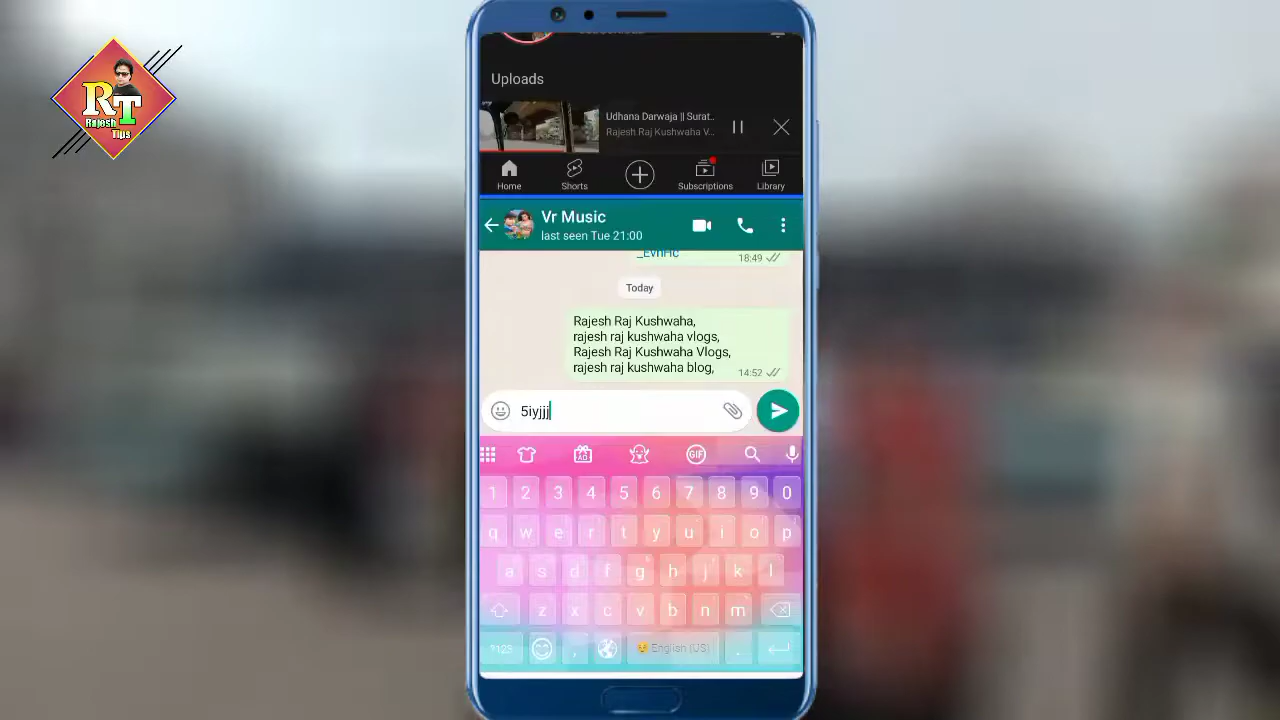 RT
Rajesh
Tips
Uploads
Udhana Darwaja || Surat..
Rajesh Raj Kushwaha V...
Home
Shorts
Subscriptions
Library
Vr Music
last seen Tue 21:00
18:49
Today
Rajesh Raj Kushwaha,
rajesh raj kushwaha vlogs,
Rajesh Raj Kushwaha Vlogs,
rajesh raj kushwaha blog,
14:52
5iyjjj
AD
GIF
1 2 3 4 5 6 7 8 9 0
q w e r t y u i o p
a s d f g h j k l
z x c v b n m
?123 , English (US) .